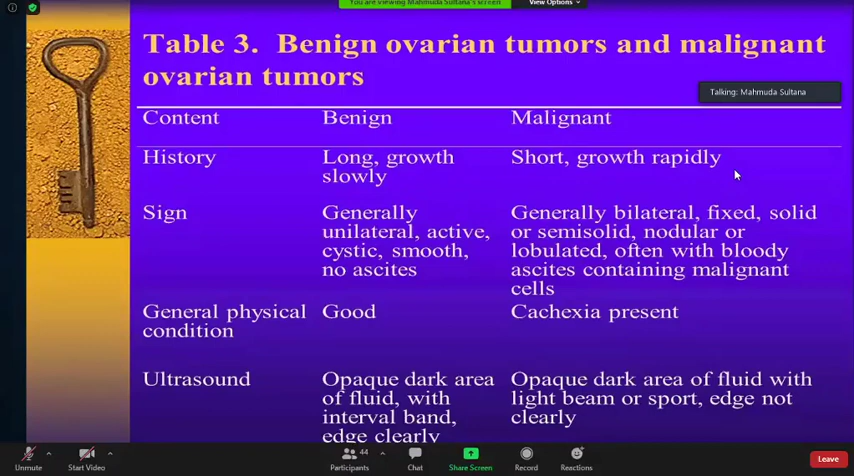 You are viewing Mahmuda Sultana's screen
View Options
Table 3. Benign ovarian tumors and malignant
ovarian tumors
Talking: Mahmuda Sultana
Content Benign Malignant
History Long, growth Short, growth rapidly
slowly
Sign Generally Generally bilateral, fixed, solid
unilateral, active, or semisolid, nodular or
cystic, smooth, lobulated, often with bloody
no ascites ascites containing malignant
cells
General physical Good Cachexia present
condition
Ultrasound Opaque dark area Opaque dark area of fluid with
of fluid, with light beam or sport, edge not
interval band, clearly
edge clearly
44
Unmute Start Video Participants Chat Share Screen Record Reactions Leave